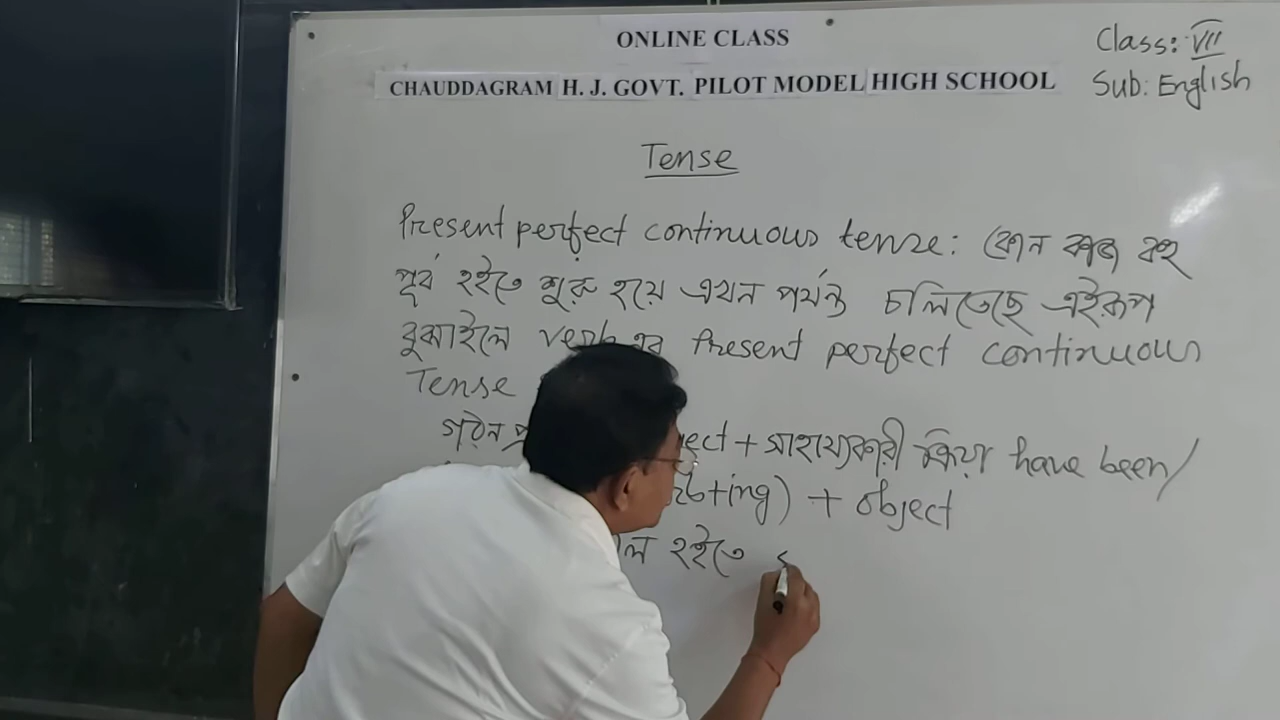 ONLINE CLASS
CHAUDDAGRAM H. J. GOVT. PILOT MODEL HIGH SCHOOL
Class: VII
Sub: English
Tense
Present perfect continuous tense: কোন কাজ বহু
পূর্ব হইতে শুরু হয়ে এখন পর্যন্ত চলিতেছে এইরূপ
বুঝাইলে verb এর Present perfect continuous
Tense
গঠন + সাহায্যকারী ক্রিয়া have been/
+ing) + object
হইতে